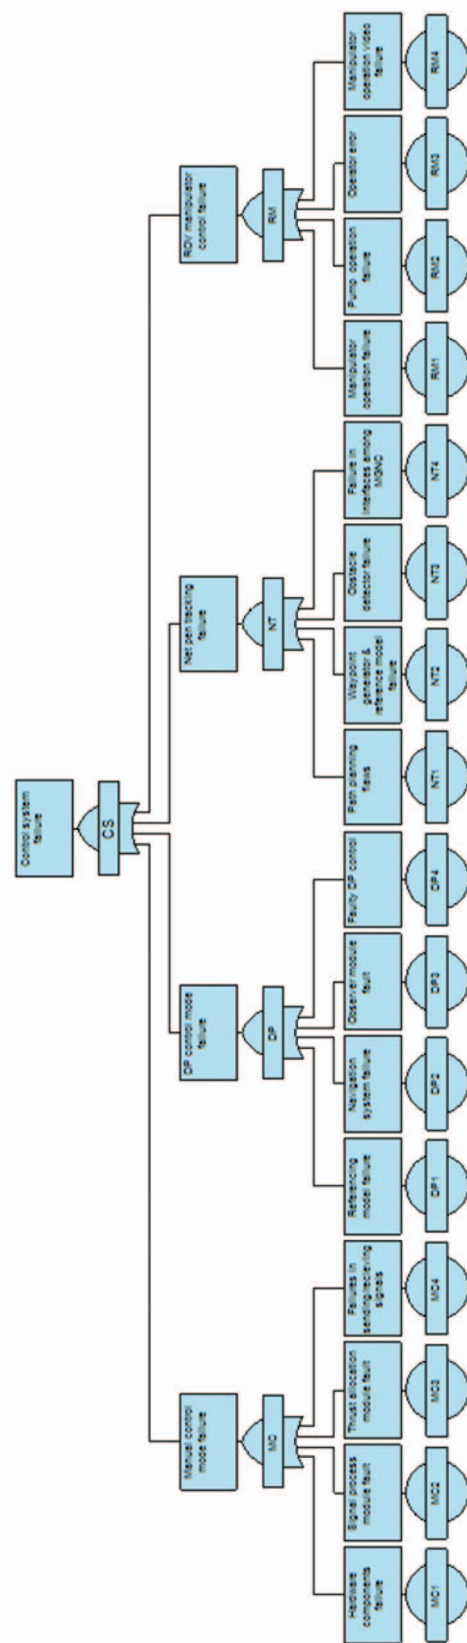 Control system
failure
CS
Manual control
mode failure
MC
DP control mode
failure
DP
Net pen tracking
failure
NT
ROV manipulator
control failure
RM
Hardware
components
failure
MC1
Signal process
module fault
MC2
Thrust allocation
module fault
MC3
Failures in
sending/recieving
signals
MC4
Referencing
model failure
DP1
Navigation
system failure
DP2
Observer module
fault
DP3
Faulty DP control
DP4
Path planning
flaws
NT1
Waypoint
generator &
reference model
failure
NT2
Obstacle
detector failure
NT3
Failure in
interfaces among
MGNC
NT4
Manipulator
operation failure
RM1
Pump operation
failure
RM2
Operator error
RM3
Manipulator
operation video
failure
RM4